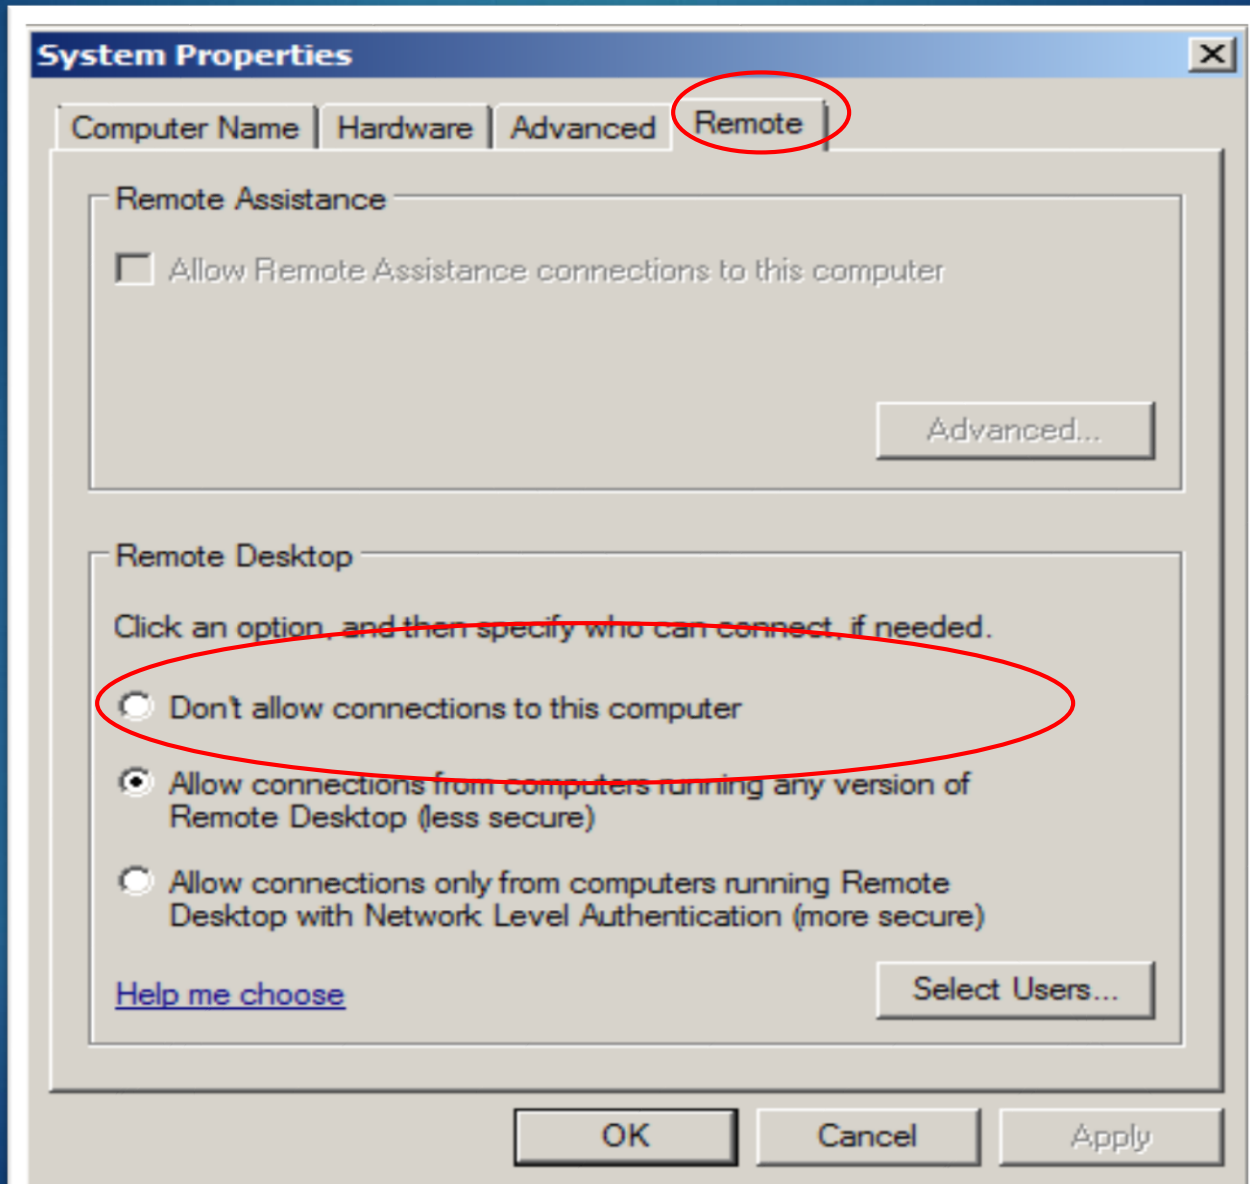 System Properties
Computer Name Hardware Advanced Remote
Remote Assistance
Allow Remote Assistance connections to this computer
Advanced...
Remote Desktop
Click an option, and then specify who can connect, if needed.
Don't allow connections to this computer
Allow connections from computers running any version of
Remote Desktop (less secure)
Allow connections only from computers running Remote
Desktop with Network Level Authentication (more secure)
Help me choose
Select Users...
OK Cancel Apply